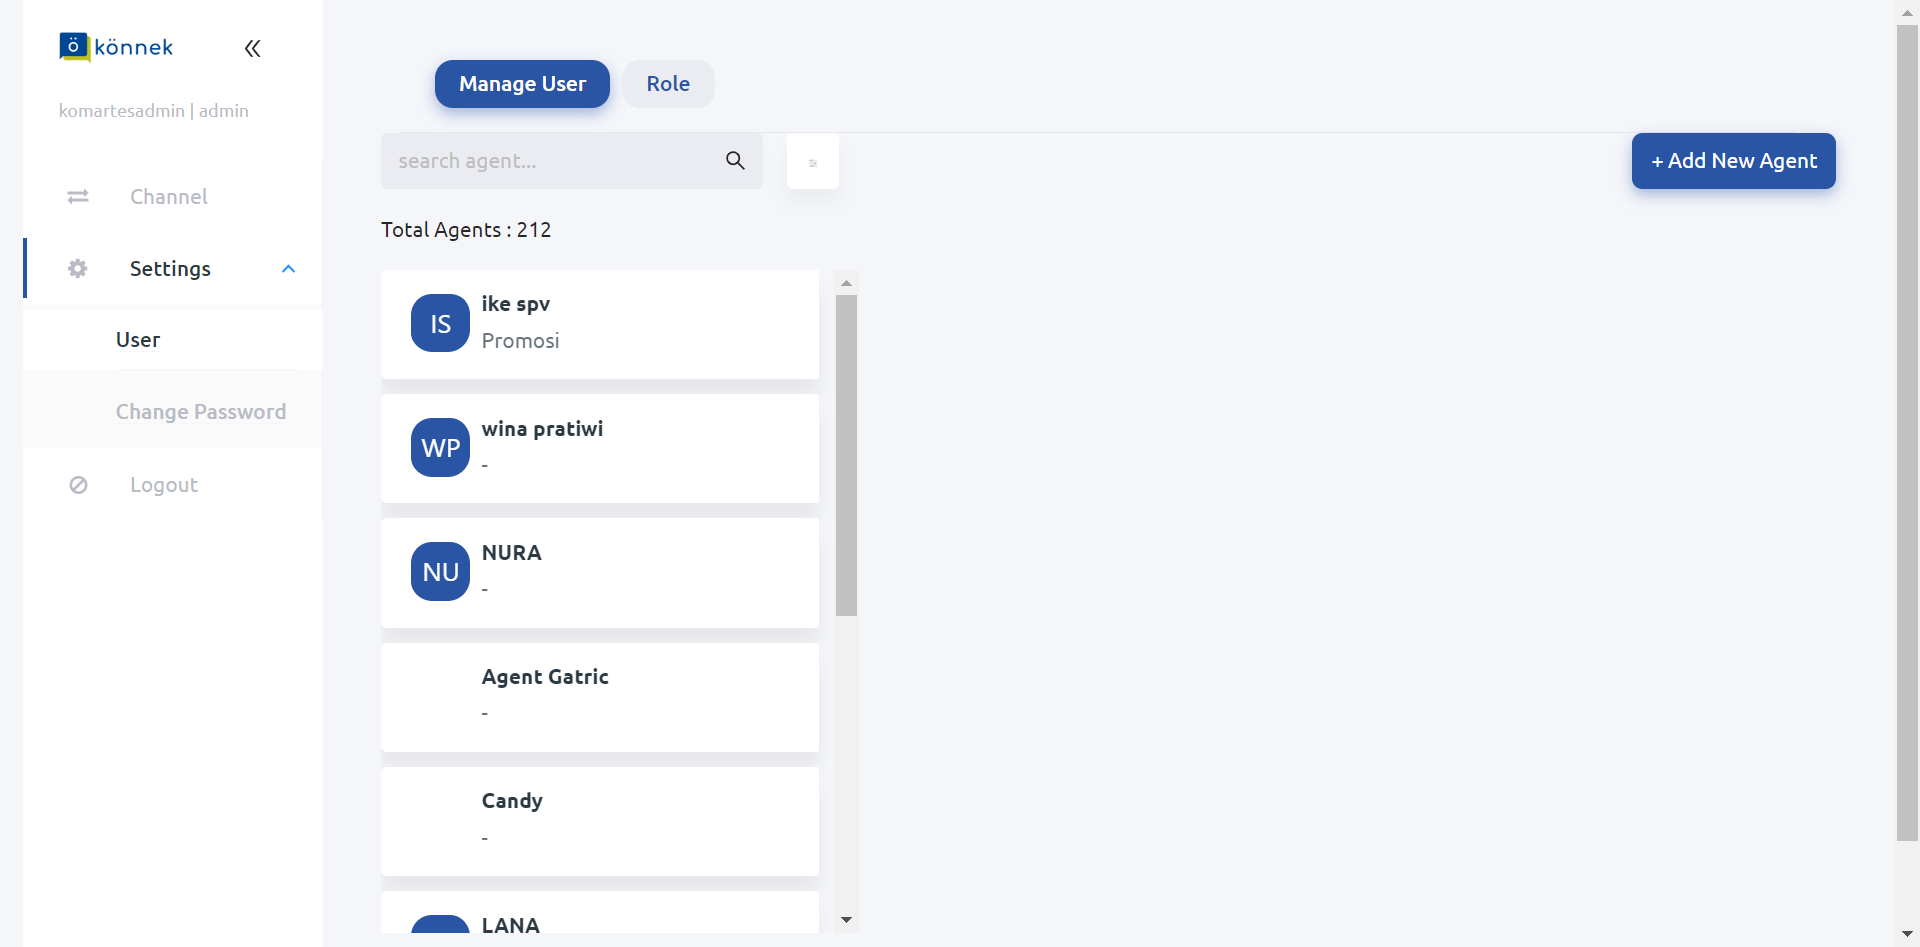 könnek
komartesadmin | admin
Channel
Settings
User
Change Password
Logout
Manage User
Role
search agent...
+ Add New Agent
Total Agents : 212
IS
ike spv
Promosi
WP
wina pratiwi
-
NU
NURA
-
Agent Gatric
-
Candy
-
LANA